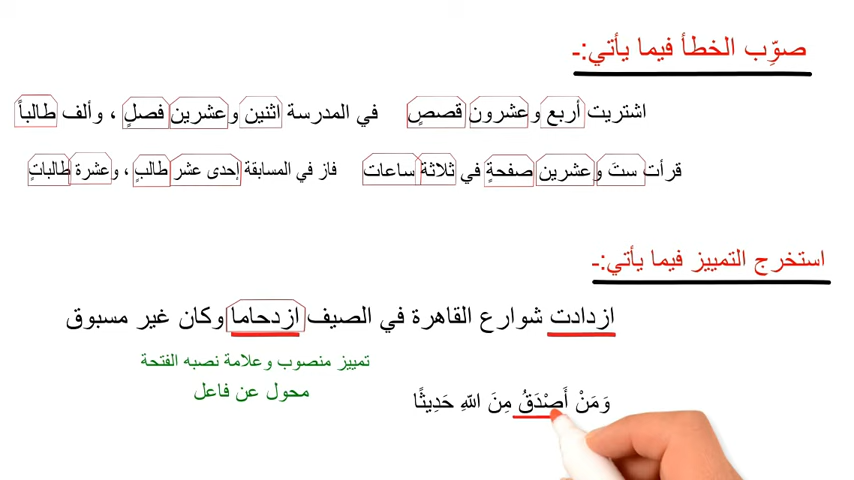 صوِّب الخطأ فيما يأتي:-
اشتريت أربع وعشرون قصصٍ في المدرسة اثنين وعشرين فصلٍ ، وألف طالباً
قرأت ستَ وعشرين صفحةٍ في ثلاثة ساعات فاز في المسابقة إحدى عشر طالبٍ ، وعشرة طالباتٍ
استخرج التمييز فيما يأتي:-
ازدادت شوارع القاهرة في الصيف ازدحاما وكان غير مسبوق
تمييز منصوب وعلامة نصبه الفتحة
محول عن فاعل
وَمَنْ أَصْدَقُ مِنَ اللَّهِ حَدِيثًا